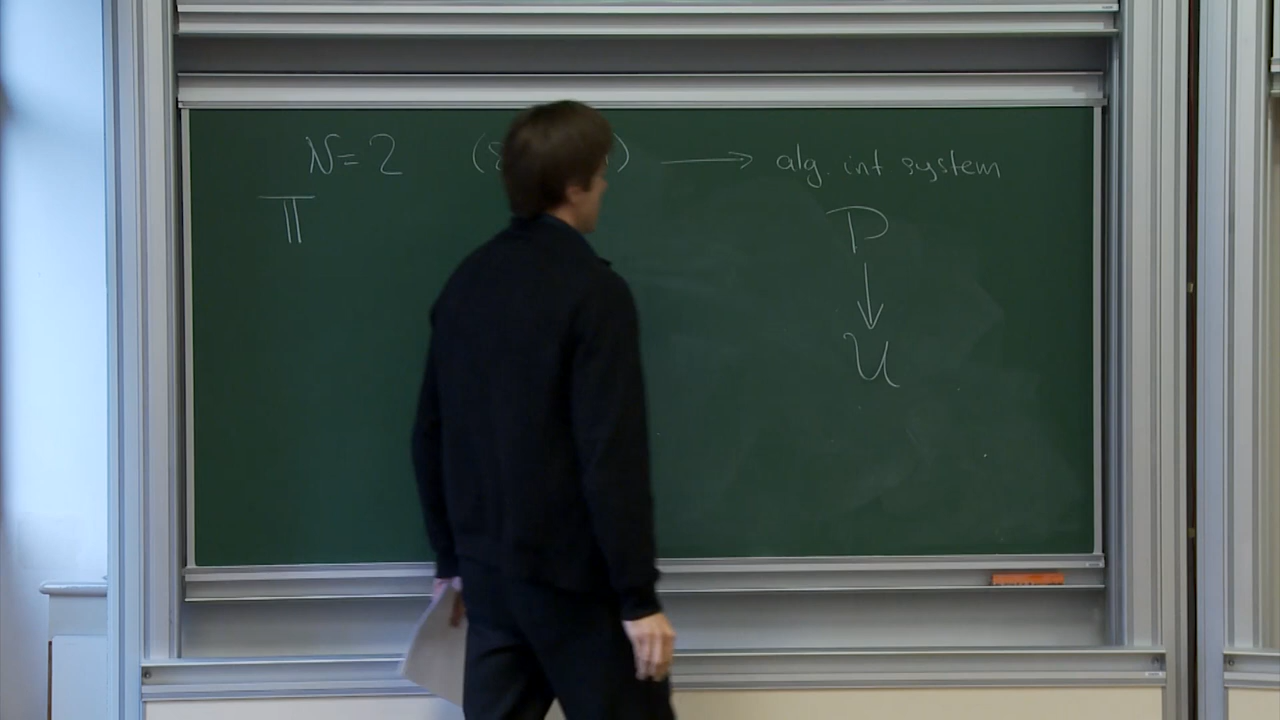 N=2 ( ) → alg. int system
Π P
↓
U